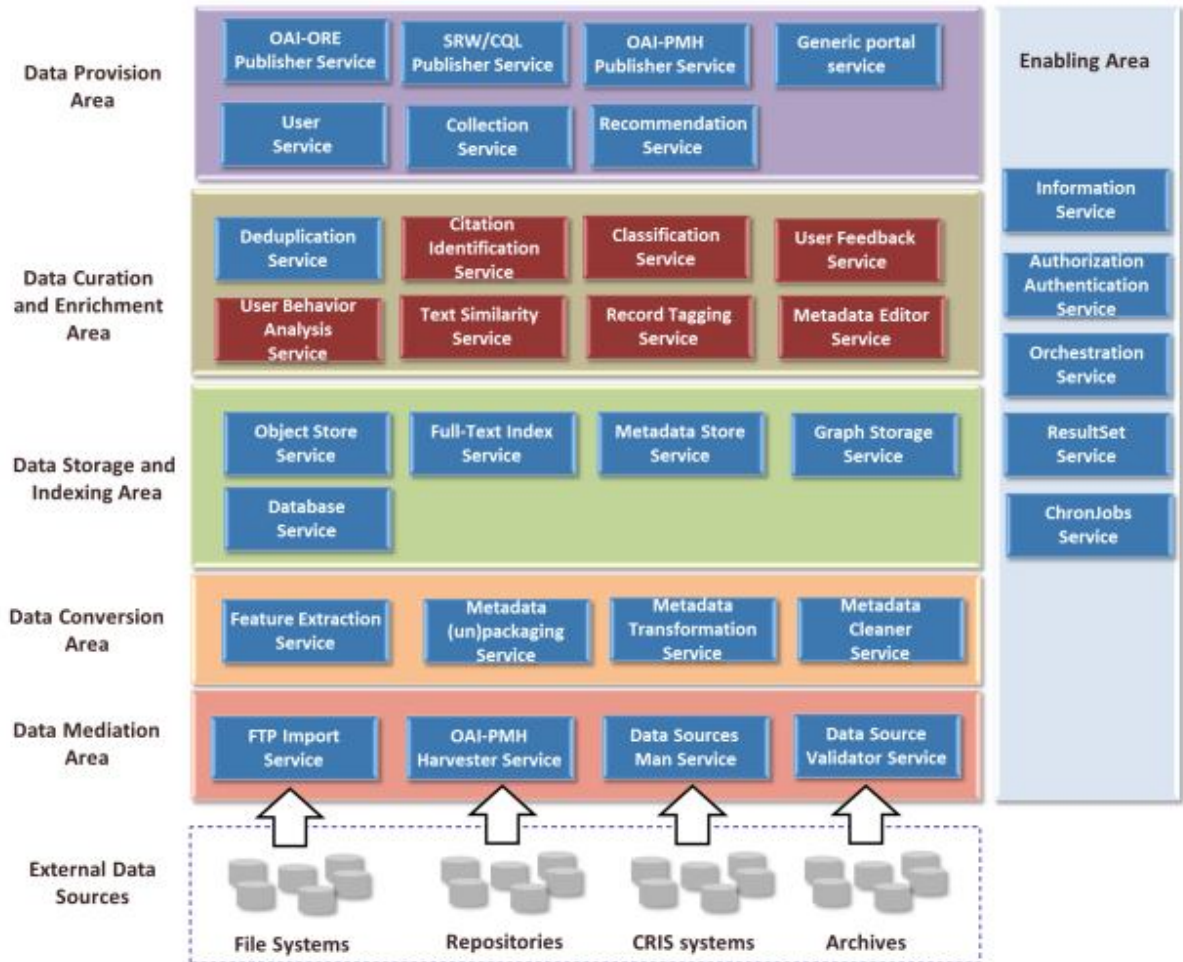 Data Provision
Area
OAI-ORE
Publisher Service
SRW/CQL
Publisher Service
OAI-PMH
Publisher Service
Generic portal
service
User
Service
Collection
Service
Recommendation
Service
Data Curation
and Enrichment
Area
Deduplication
Service
Citation
Identification
Service
Classification
Service
User Feedback
Service
User Behavior
Analysis
Service
Text Similarity
Service
Record Tagging
Service
Metadata Editor
Service
Data Storage and
Indexing Area
Object Store
Service
Full-Text Index
Service
Metadata Store
Service
Graph Storage
Service
Database
Service
Data Conversion
Area
Feature Extraction
Service
Metadata
(un)packaging
Service
Metadata
Transformation
Service
Metadata
Cleaner
Service
Data Mediation
Area
FTP Import
Service
OAI-PMH
Harvester Service
Data Sources
Man Service
Data Source
Validator Service
External Data
Sources
File Systems
Repositories
CRIS systems
Archives
Enabling Area
Information
Service
Authorization
Authentication
Service
Orchestration
Service
ResultSet
Service
ChronJobs
Service